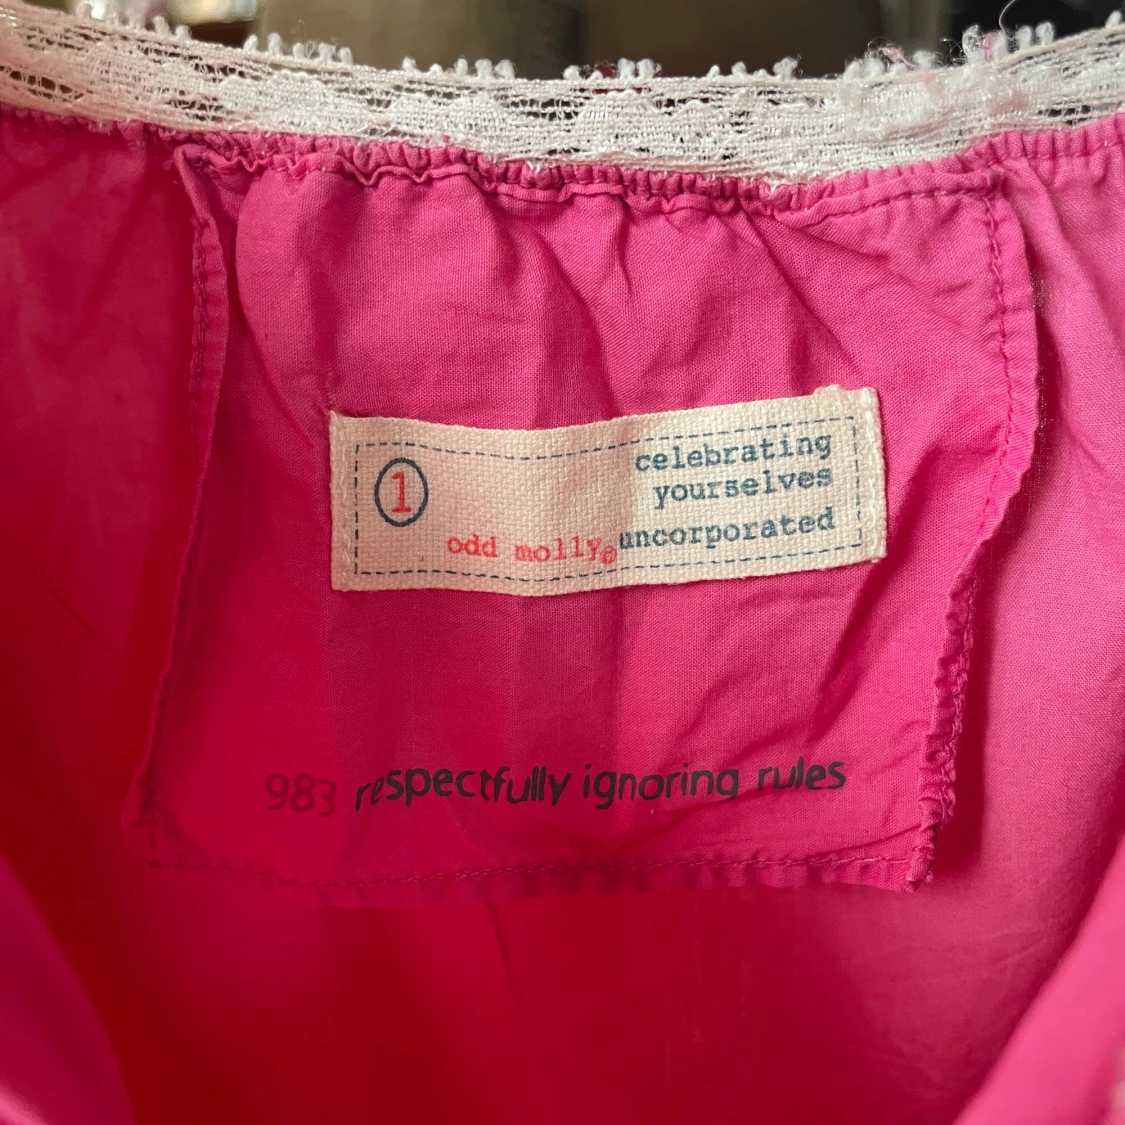 1
celebrating
yourselves
odd molly® uncorporated
983 respectfully ignoring rules